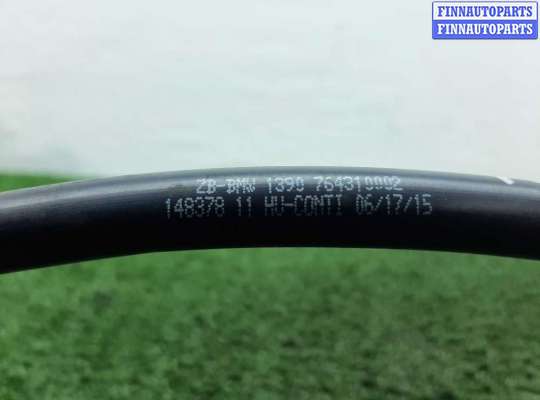 FINNAUTOPARTS
FINNAUTOPARTS
ZB-BMW 1390 764310002
148378 11 HU-CONTI 06/17/15